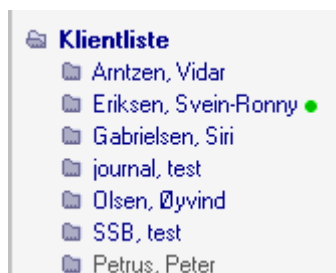 Klientliste
Arntzen, Vidar
Eriksen, Svein-Ronny
Gabrielsen, Siri
journal, test
Olsen, Øyvind
SSB, test
Petrus, Peter